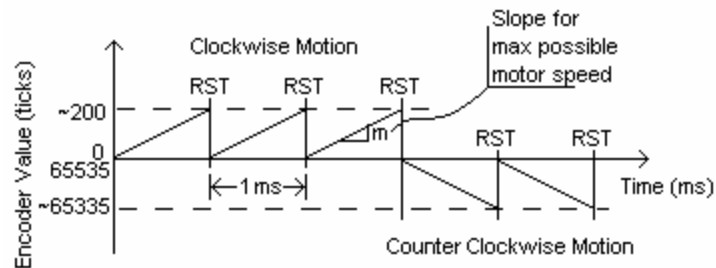 Slope for
max possible
motor speed
Clockwise Motion
RST RST RST
~200
m
RST RST
0
65535
1 ms
Time (ms)
~65335
Counter Clockwise Motion
Encoder Value (ticks)